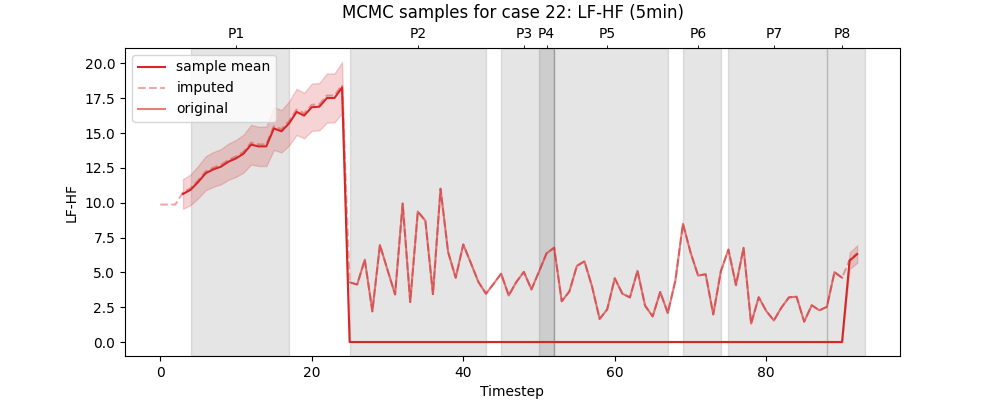 MCMC samples for case 22: LF-HF (5min)
P1 P2 P3 P4 P5 P6 P7 P8
sample mean
imputed
original
20.0
17.5
15.0
12.5
10.0
7.5
5.0
2.5
0.0
LF-HF
0 20 40 60 80
Timestep